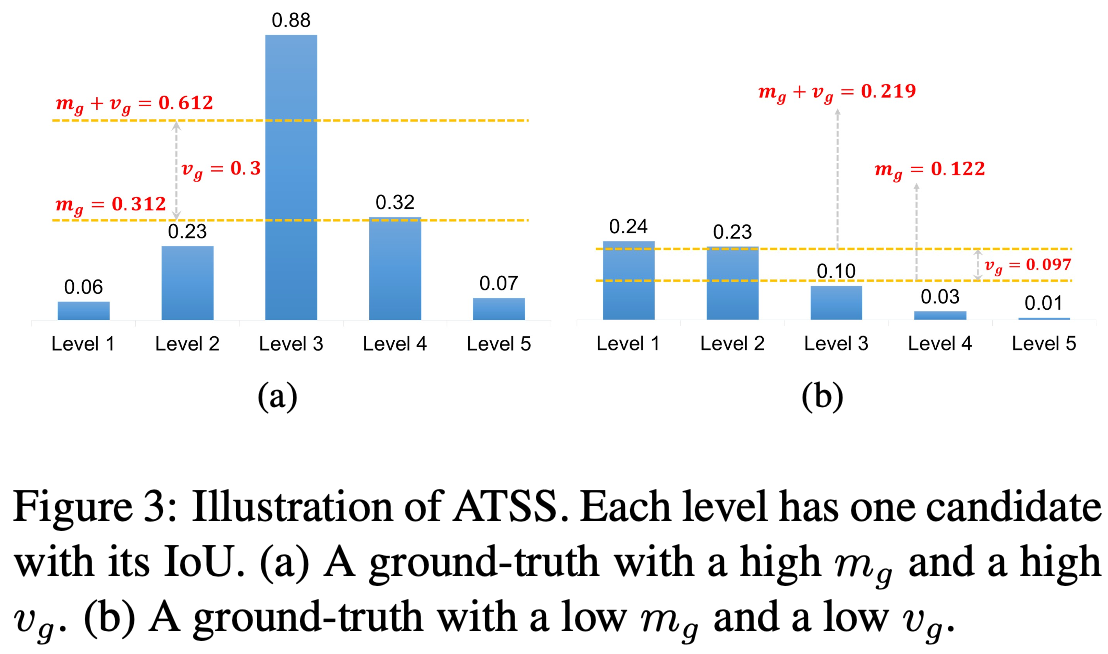 0.88
m_g + v_g = 0.612
v_g = 0.3
m_g = 0.312
0.32
0.23
0.06
0.07
Level 1 Level 2 Level 3 Level 4 Level 5
(a)
m_g + v_g = 0.219
m_g = 0.122
0.24
0.23
v_g = 0.097
0.10
0.03
0.01
Level 1 Level 2 Level 3 Level 4 Level 5
(b)
Figure 3: Illustration of ATSS. Each level has one candidate
with its IoU. (a) A ground-truth with a high m_g and a high
v_g. (b) A ground-truth with a low m_g and a low v_g.